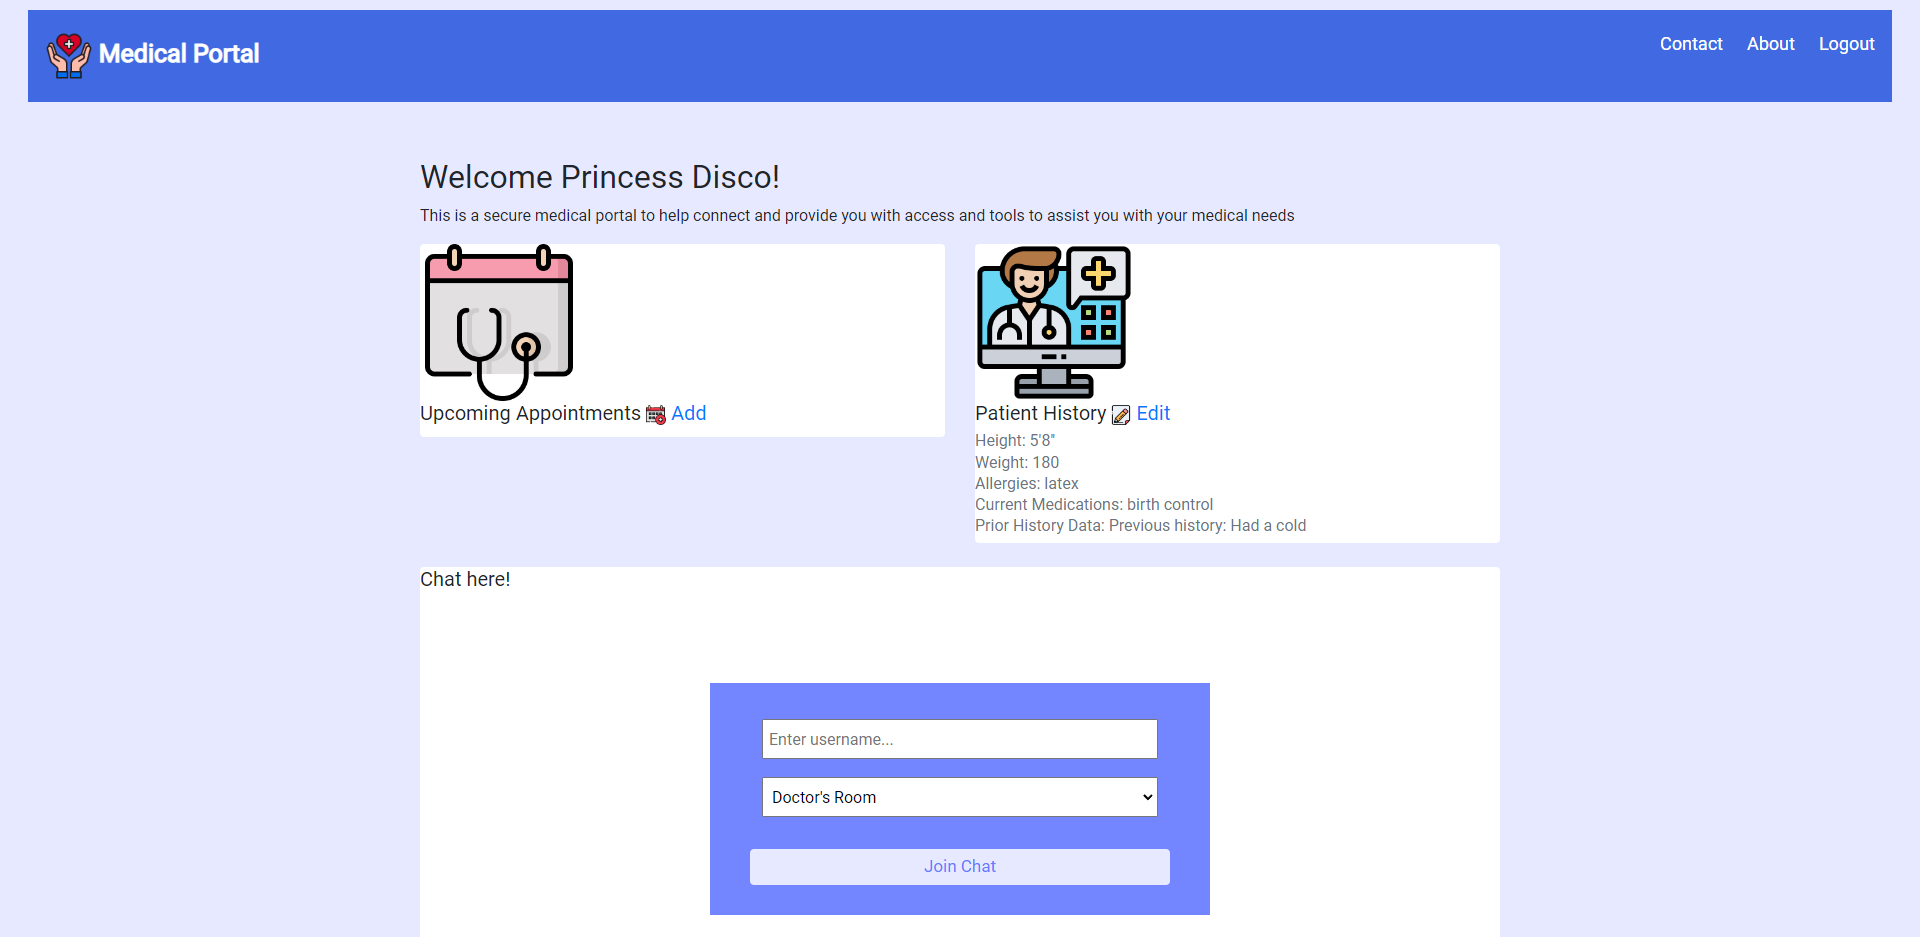 Medical Portal
Contact About Logout
Welcome Princess Disco!
This is a secure medical portal to help connect and provide you with access and tools to assist you with your medical needs
Upcoming Appointments Add
Patient History Edit
Height: 5'8"
Weight: 180
Allergies: latex
Current Medications: birth control
Prior History Data: Previous history: Had a cold
Chat here!
Enter username...
Doctor's Room
Join Chat